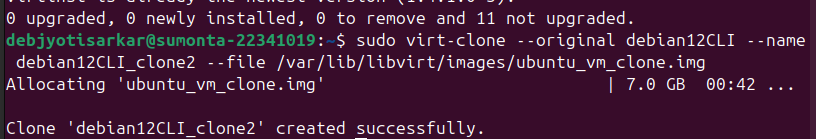 0 upgraded, 0 newly installed, 0 to remove and 11 not upgraded.
debjyotisarkar@sumonta-22341019:~$ sudo virt-clone --original debian12CLI --name
debian12CLI_clone2 --file /var/lib/libvirt/images/ubuntu_vm_clone.img
Allocating 'ubuntu_vm_clone.img' | 7.0 GB 00:42 ...
Clone 'debian12CLI_clone2' created successfully.